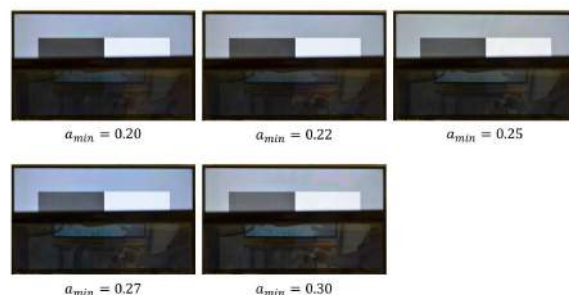 a_min = 0.20
a_min = 0.22
a_min = 0.25
a_min = 0.27
a_min = 0.30